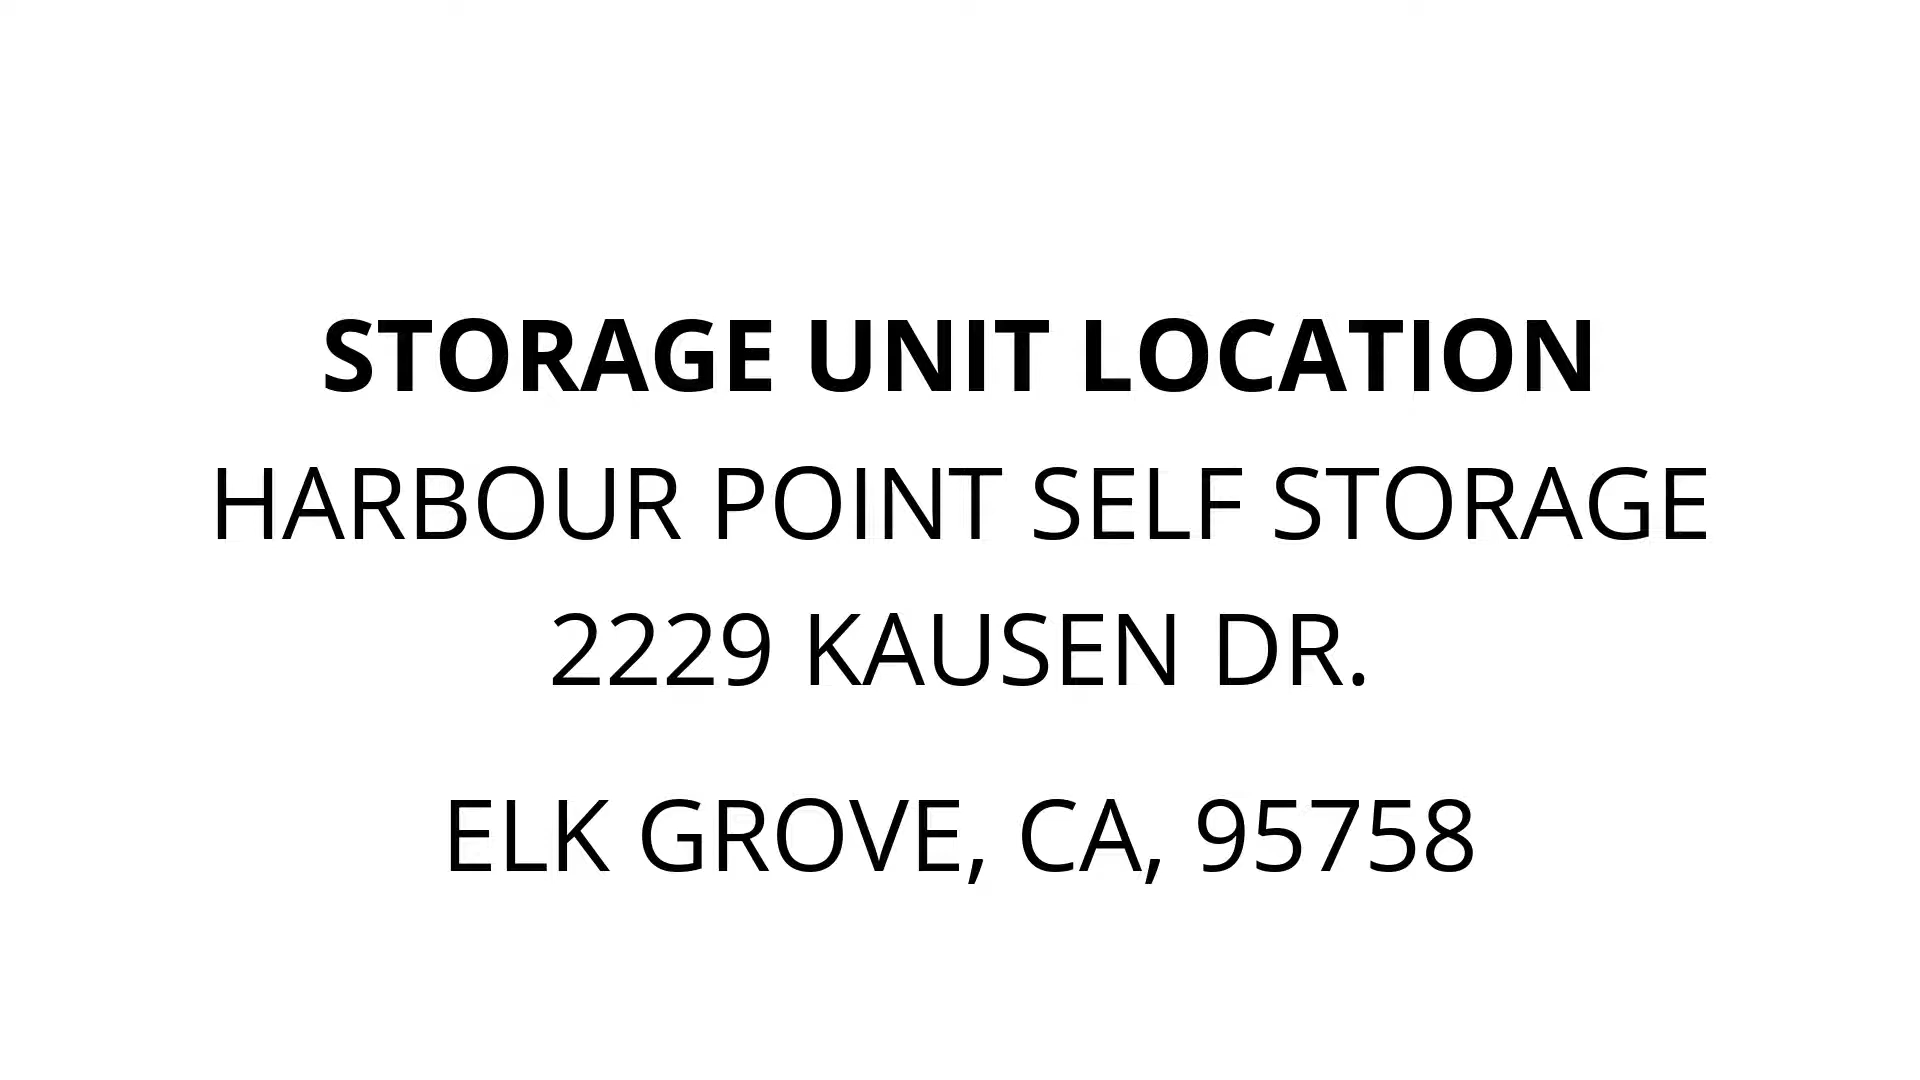 STORAGE UNIT LOCATION
HARBOUR POINT SELF STORAGE
2229 KAUSEN DR.
ELK GROVE, CA, 95758